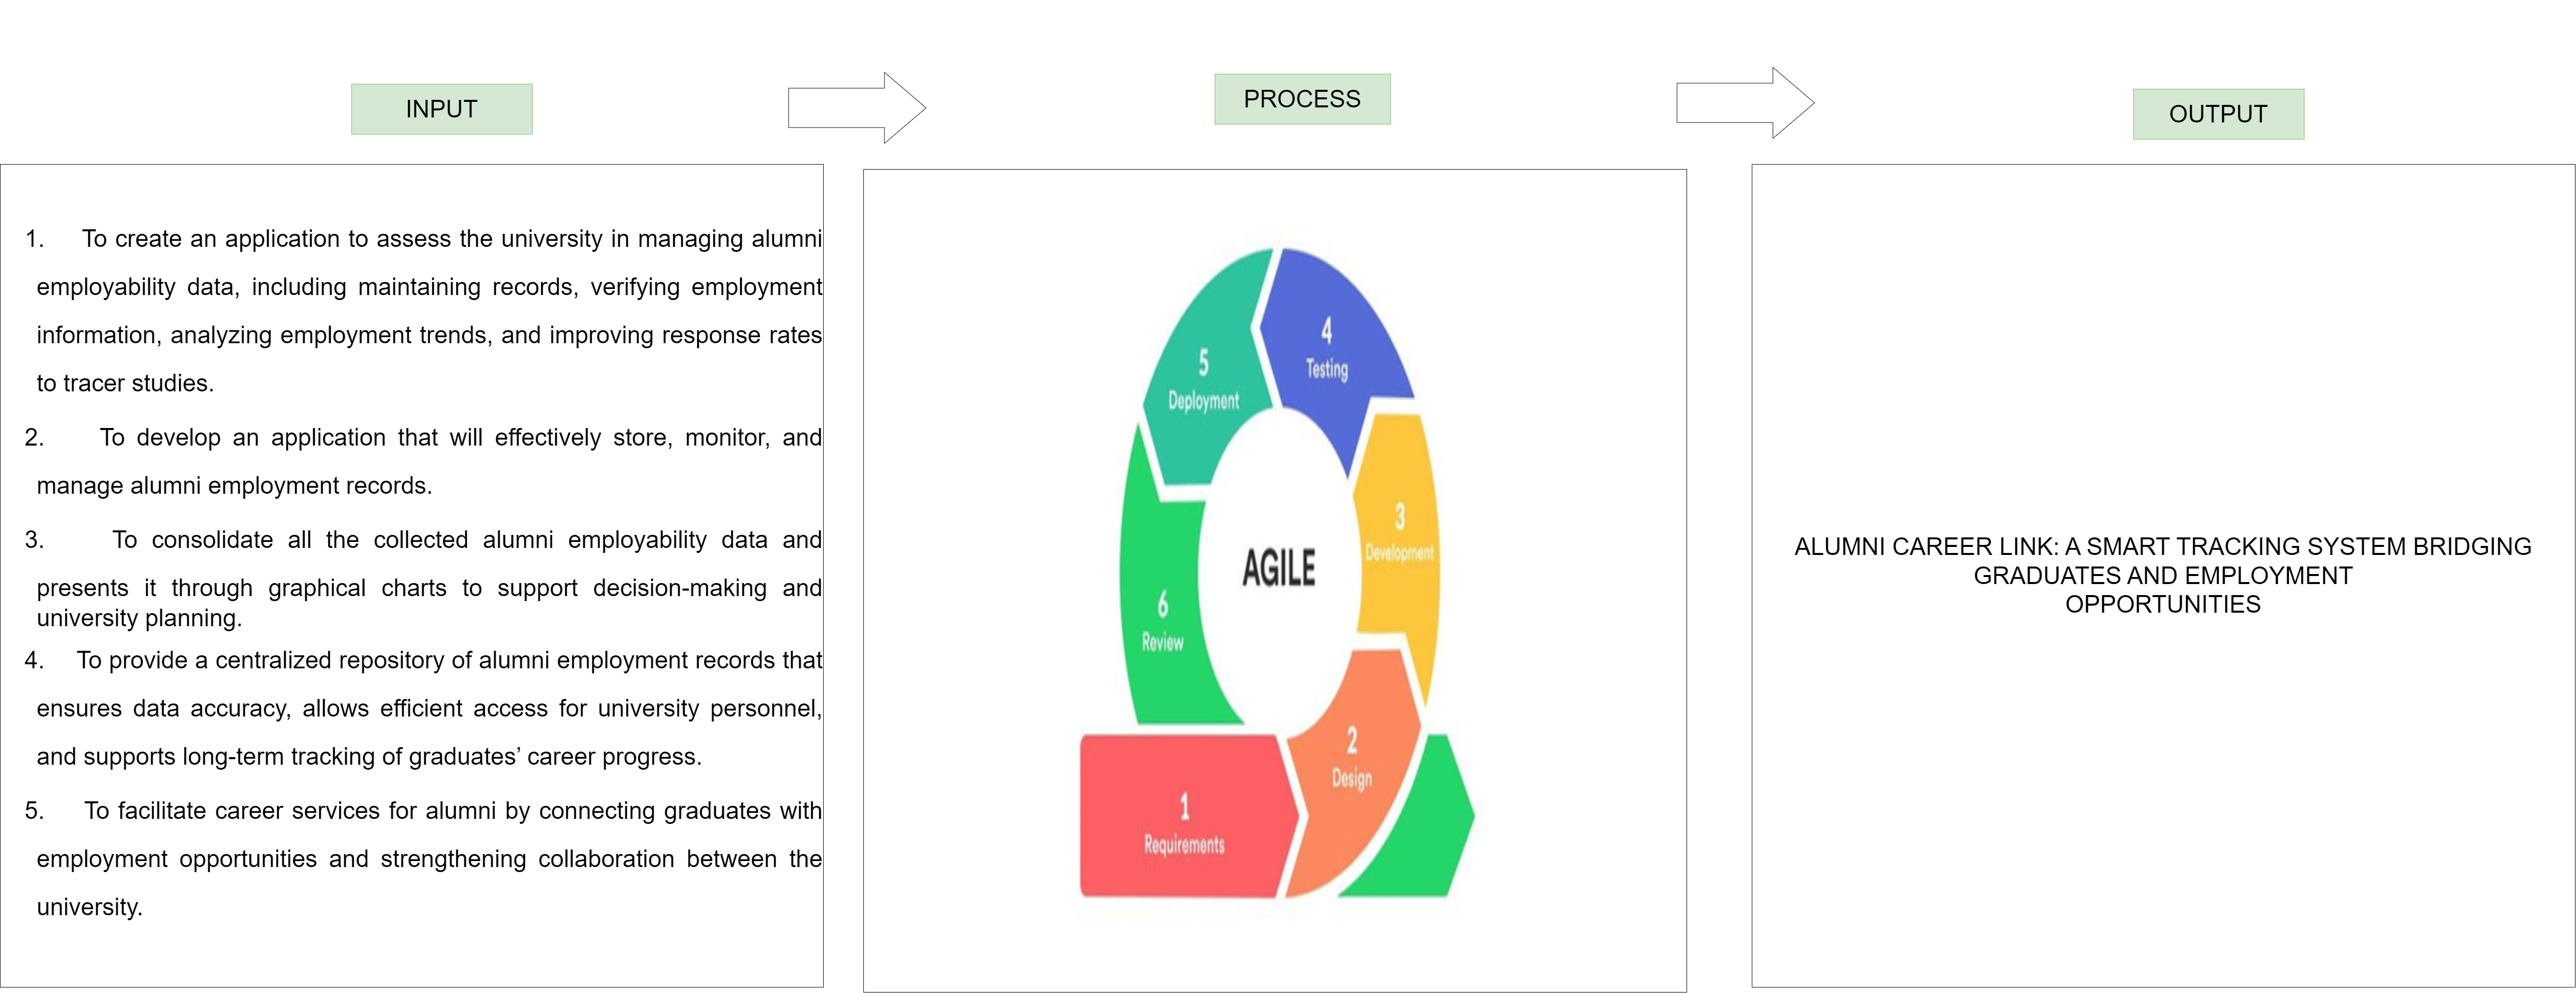 INPUT
PROCESS
OUTPUT
1. To create an application to assess the university in managing alumni
employability data, including maintaining records, verifying employment
information, analyzing employment trends, and improving response rates
to tracer studies.
2. To develop an application that will effectively store, monitor, and
manage alumni employment records.
3. To consolidate all the collected alumni employability data and
presents it through graphical charts to support decision-making and
university planning.
4. To provide a centralized repository of alumni employment records that
ensures data accuracy, allows efficient access for university personnel,
and supports long-term tracking of graduates’ career progress.
5. To facilitate career services for alumni by connecting graduates with
employment opportunities and strengthening collaboration between the
university.
AGILE
1
Requirements
2
Design
3
Development
4
Testing
5
Deployment
6
Review
ALUMNI CAREER LINK: A SMART TRACKING SYSTEM BRIDGING
GRADUATES AND EMPLOYMENT
OPPORTUNITIES